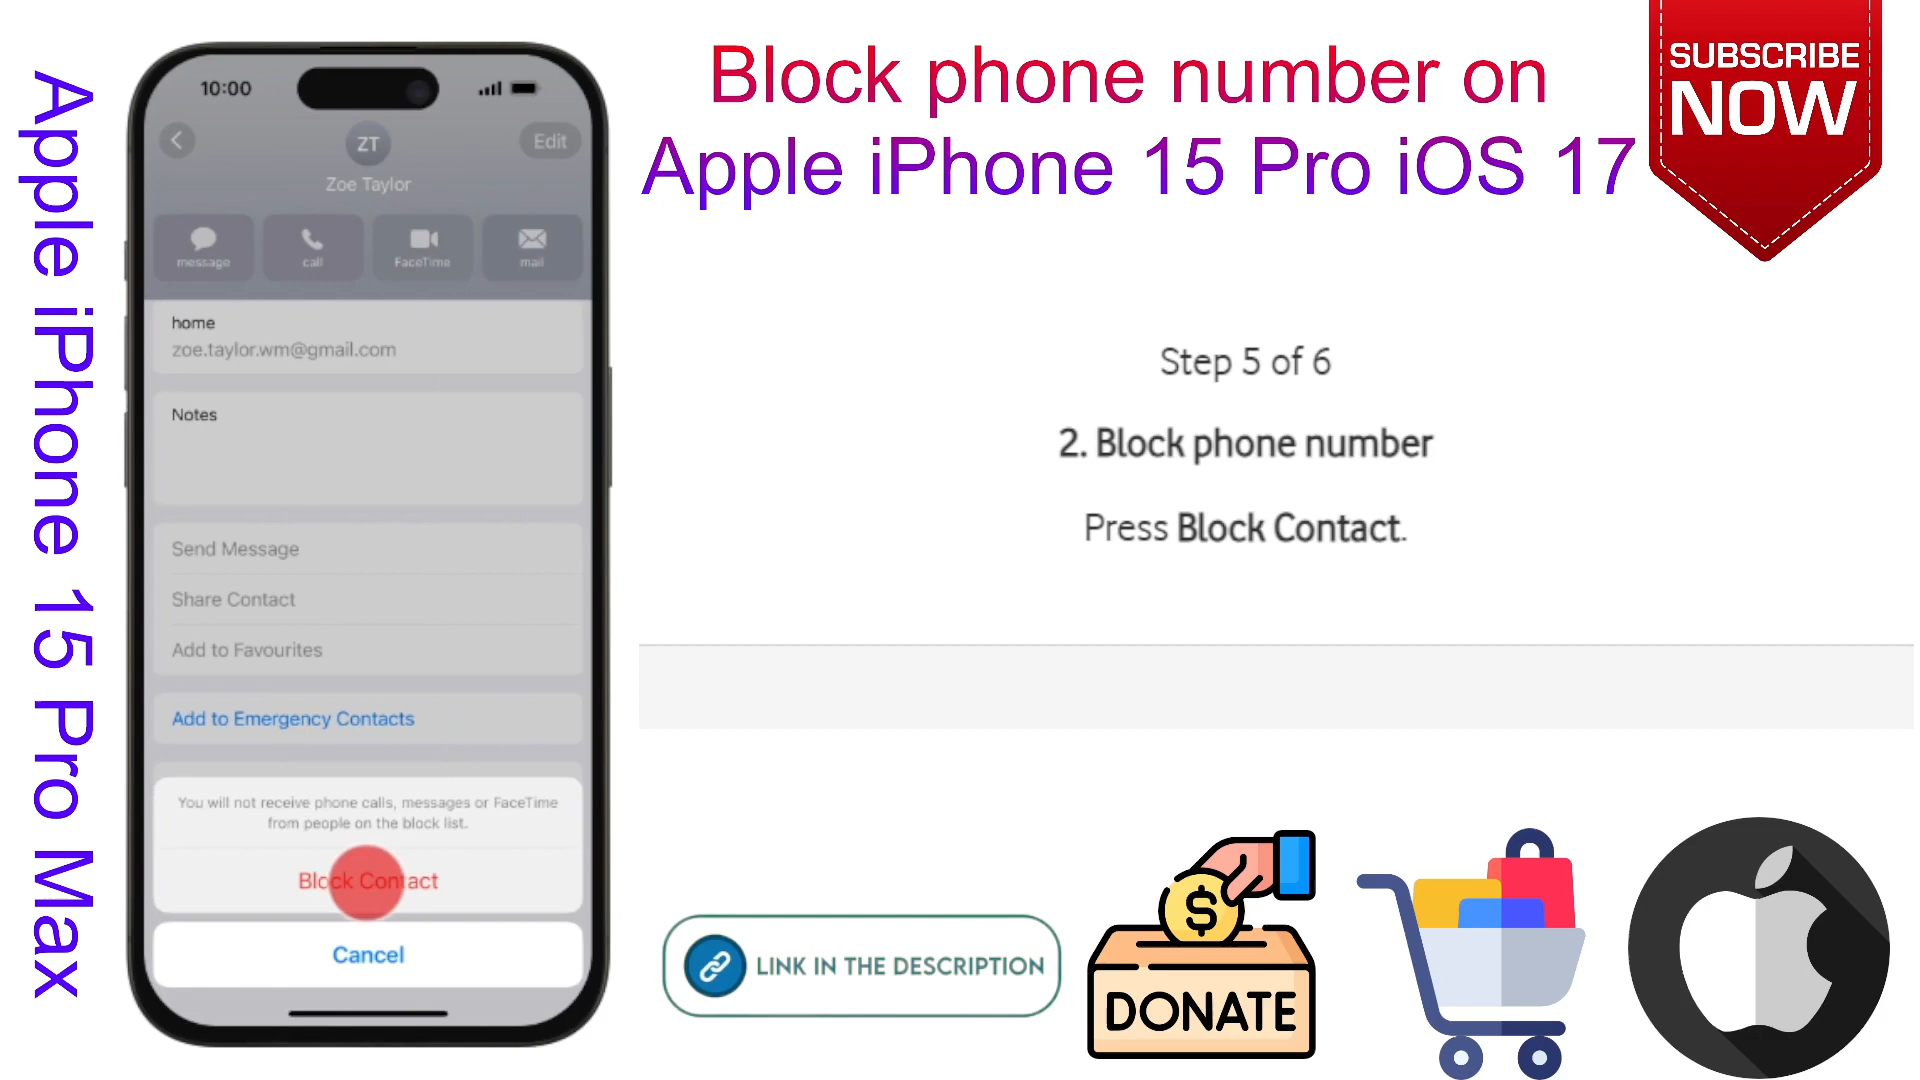 Apple iPhone 15 Pro Max
10:00
ZT
Edit
Zoe Taylor
message
call
FaceTime
mail
home
zoe.taylor.wm@gmail.com
Notes
Send Message
Share Contact
Add to Favourites
Add to Emergency Contacts
You will not receive phone calls, messages or FaceTime
from people on the block list.
Block Contact
Cancel
Block phone number on
Apple iPhone 15 Pro iOS 17
SUBSCRIBE
NOW
Step 5 of 6
2. Block phone number
Press Block Contact.
LINK IN THE DESCRIPTION
$
DONATE